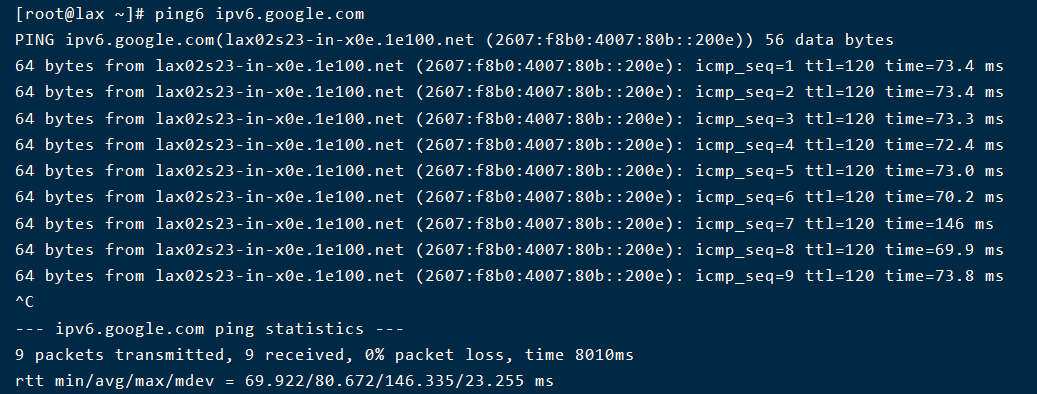 [root@lax ~]# ping6 ipv6.google.com
PING ipv6.google.com(lax02s23-in-x0e.1e100.net (2607:f8b0:4007:80b::200e)) 56 data bytes
64 bytes from lax02s23-in-x0e.1e100.net (2607:f8b0:4007:80b::200e): icmp_seq=1 ttl=120 time=73.4 ms
64 bytes from lax02s23-in-x0e.1e100.net (2607:f8b0:4007:80b::200e): icmp_seq=2 ttl=120 time=73.4 ms
64 bytes from lax02s23-in-x0e.1e100.net (2607:f8b0:4007:80b::200e): icmp_seq=3 ttl=120 time=73.3 ms
64 bytes from lax02s23-in-x0e.1e100.net (2607:f8b0:4007:80b::200e): icmp_seq=4 ttl=120 time=72.4 ms
64 bytes from lax02s23-in-x0e.1e100.net (2607:f8b0:4007:80b::200e): icmp_seq=5 ttl=120 time=73.0 ms
64 bytes from lax02s23-in-x0e.1e100.net (2607:f8b0:4007:80b::200e): icmp_seq=6 ttl=120 time=70.2 ms
64 bytes from lax02s23-in-x0e.1e100.net (2607:f8b0:4007:80b::200e): icmp_seq=7 ttl=120 time=146 ms
64 bytes from lax02s23-in-x0e.1e100.net (2607:f8b0:4007:80b::200e): icmp_seq=8 ttl=120 time=69.9 ms
64 bytes from lax02s23-in-x0e.1e100.net (2607:f8b0:4007:80b::200e): icmp_seq=9 ttl=120 time=73.8 ms
^C
--- ipv6.google.com ping statistics ---
9 packets transmitted, 9 received, 0% packet loss, time 8010ms
rtt min/avg/max/mdev = 69.922/80.672/146.335/23.255 ms